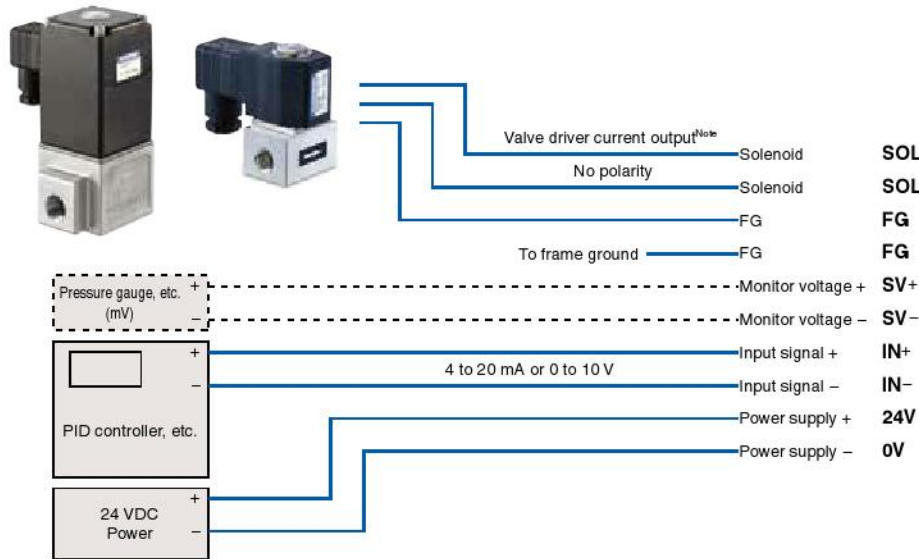 Valve driver current outputNote
Solenoid SOL
No polarity
Solenoid SOL
FG FG
To frame ground FG FG
Pressure gauge, etc. + Monitor voltage + SV+
(mV) − Monitor voltage − SV−
+ Input signal + IN+
4 to 20 mA or 0 to 10 V
− Input signal − IN−
PID controller, etc. Power supply + 24V
Power supply − 0V
+
24 VDC
Power −